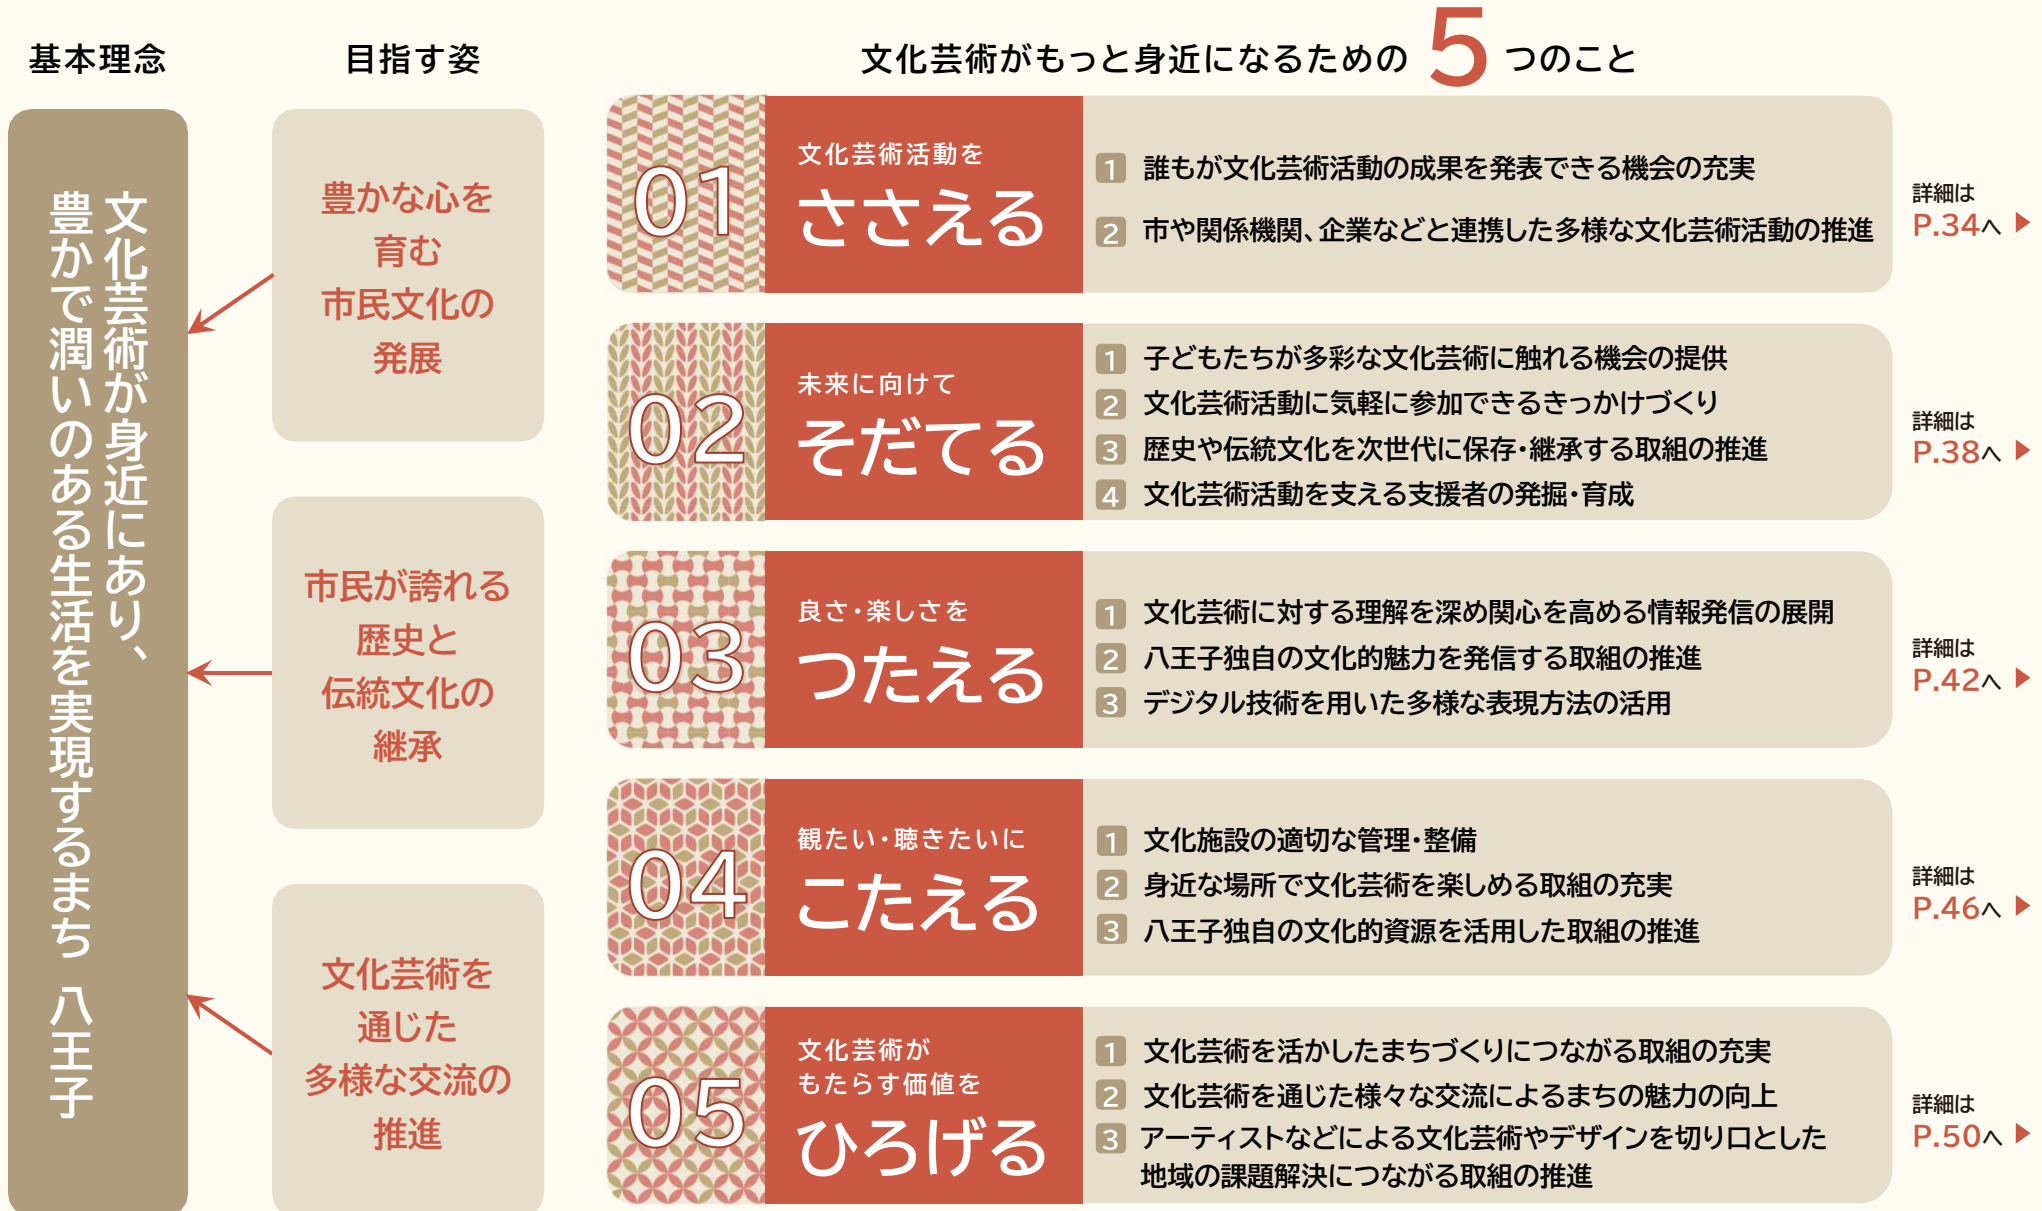 基本理念
文化芸術が身近にあり、
豊かで潤いのある生活を実現するまち 八王子
目指す姿
豊かな心を
育む
市民文化の
発展
市民が誇れる
歴史と
伝統文化の
継承
文化芸術を
通じた
多様な交流の
推進
文化芸術がもっと身近になるための 5 つのこと
01
文化芸術活動を
ささえる
1 誰もが文化芸術活動の成果を発表できる機会の充実
2 市や関係機関、企業などと連携した多様な文化芸術活動の推進
詳細は
P.34へ
02
未来に向けて
そだてる
1 子どもたちが多彩な文化芸術に触れる機会の提供
2 文化芸術活動に気軽に参加できるきっかけづくり
3 歴史や伝統文化を次世代に保存・継承する取組の推進
4 文化芸術活動を支える支援者の発掘・育成
詳細は
P.38へ
03
良さ・楽しさを
つたえる
1 文化芸術に対する理解を深め関心を高める情報発信の展開
2 八王子独自の文化的魅力を発信する取組の推進
3 デジタル技術を用いた多様な表現方法の活用
詳細は
P.42へ
04
観たい・聴きたいに
こたえる
1 文化施設の適切な管理・整備
2 身近な場所で文化芸術を楽しめる取組の充実
3 八王子独自の文化的資源を活用した取組の推進
詳細は
P.46へ
05
文化芸術が
もたらす価値を
ひろげる
1 文化芸術を活かしたまちづくりにつながる取組の充実
2 文化芸術を通じた様々な交流によるまちの魅力の向上
3 アーティストなどによる文化芸術やデザインを切り口とした
地域の課題解決につながる取組の推進
詳細は
P.50へ